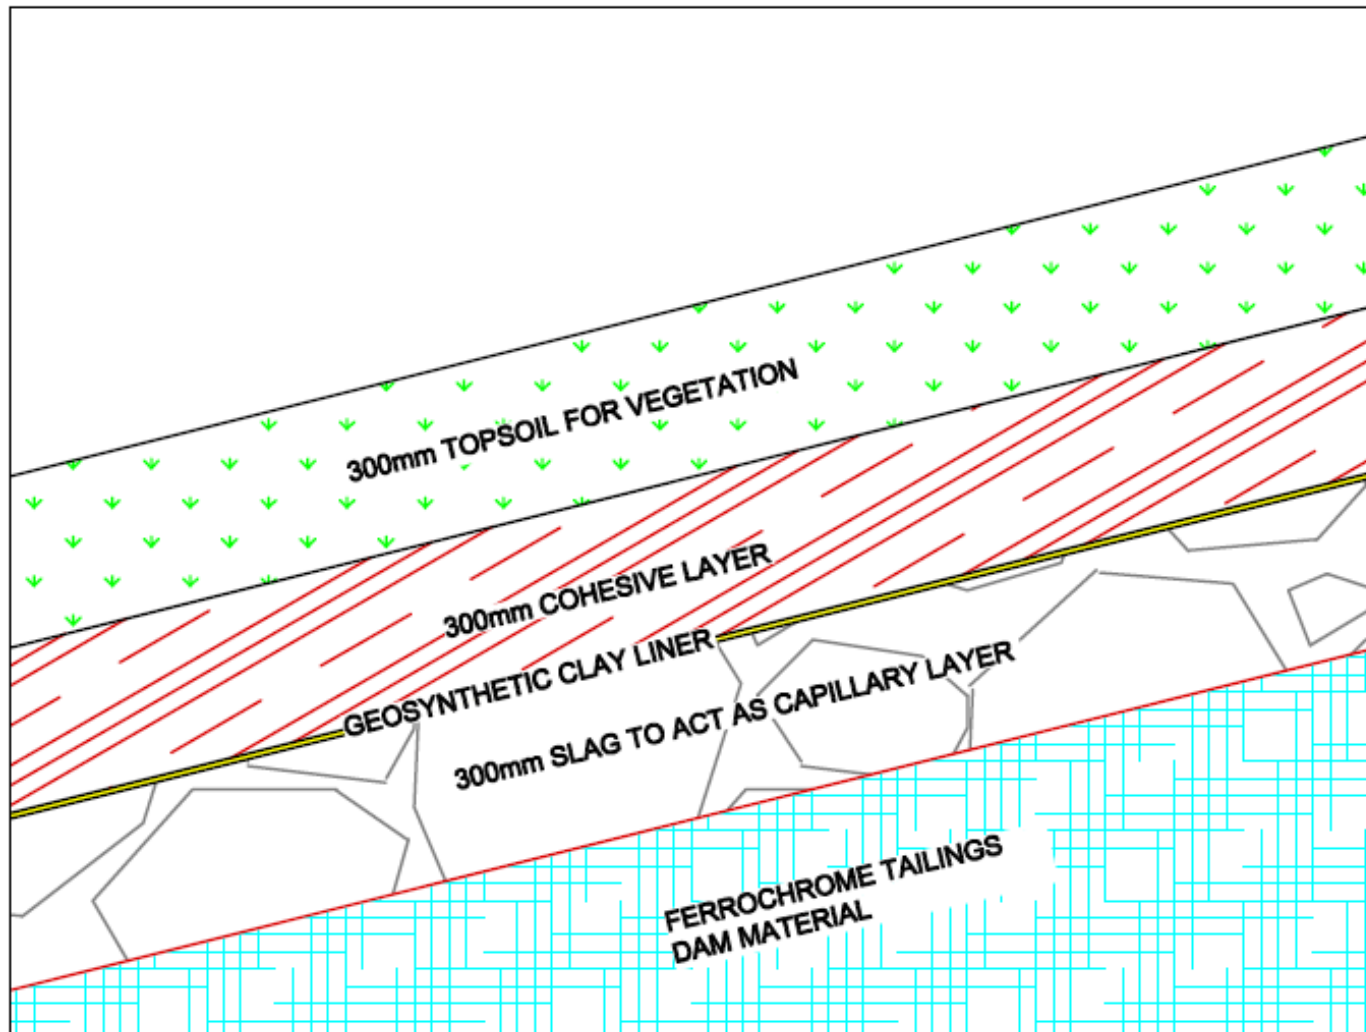 300mm TOPSOIL FOR VEGETATION
300mm COHESIVE LAYER
GEOSYNTHETIC CLAY LINER
300mm SLAG TO ACT AS CAPILLARY LAYER
FERROCHROME TAILINGS
DAM MATERIAL